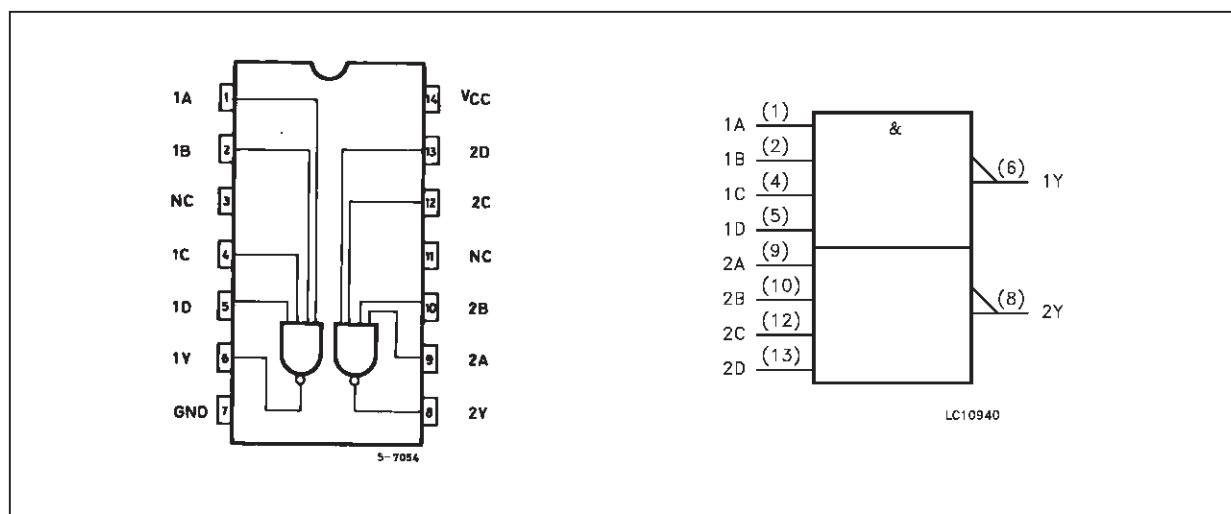 1A 1 14 VCC
1B 2 13 2D
NC 3 12 2C
1C 4 11 NC
1D 5 10 2B
1Y 6 9 2A
GND 7 8 2Y
S-7054
&
1A (1)
1B (2)
1C (4)
1D (5)
(6) 1Y
2A (9)
2B (10)
2C (12)
2D (13)
(8) 2Y
LC10940